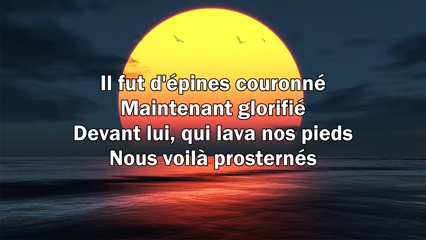 Il fut d'épines couronné
Maintenant glorifié
Devant lui, qui lava nos pieds
Nous voilà prosternés